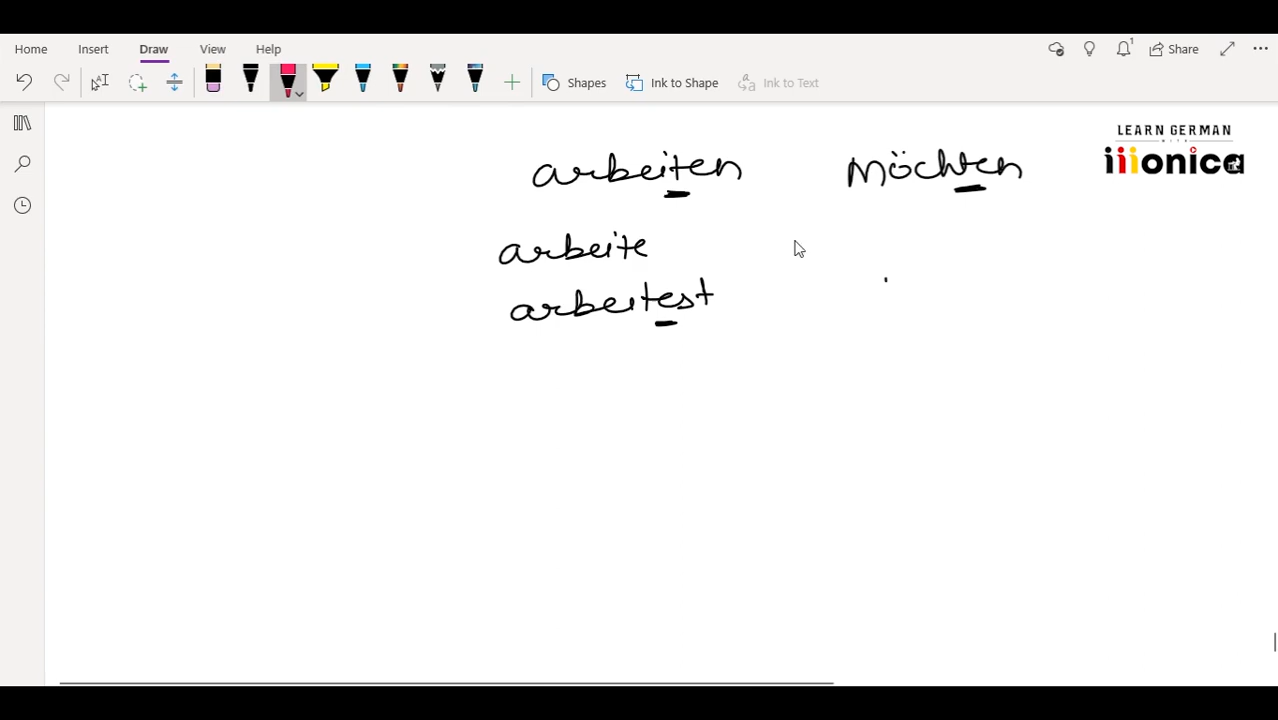 Home Insert Draw View Help
Share
Shapes Ink to Shape Ink to Text
LEARN GERMAN
arbeiten möchten
arbeite
arbeitest